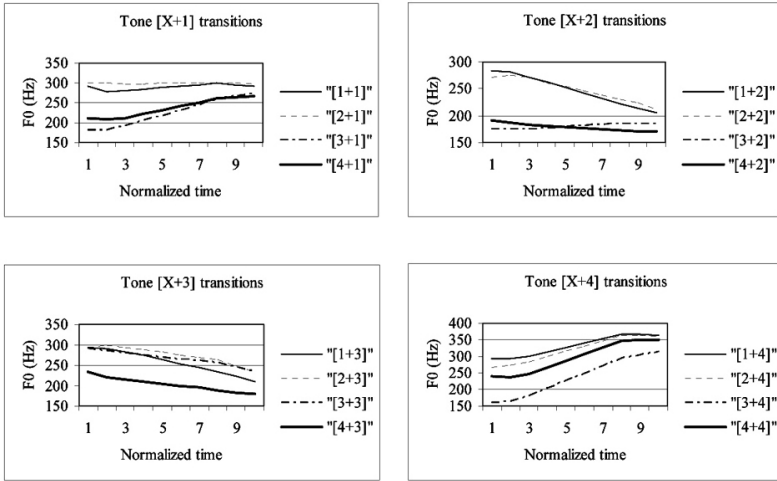 Tone [X+1] transitions
F0 (Hz)
350
300
250
200
150
1 3 5 7 9
Normalized time
"[1+1]"
"[2+1]"
"[3+1]"
"[4+1]"
Tone [X+2] transitions
F0 (Hz)
300
250
200
150
1 3 5 7 9
Normalized time
"[1+2]"
"[2+2]"
"[3+2]"
"[4+2]"
Tone [X+3] transitions
F0 (Hz)
350
300
250
200
150
1 3 5 7 9
Normalized time
"[1+3]"
"[2+3]"
"[3+3]"
"[4+3]"
Tone [X+4] transitions
F0 (Hz)
400
350
300
250
200
150
1 3 5 7 9
Normalized time
"[1+4]"
"[2+4]"
"[3+4]"
"[4+4]"